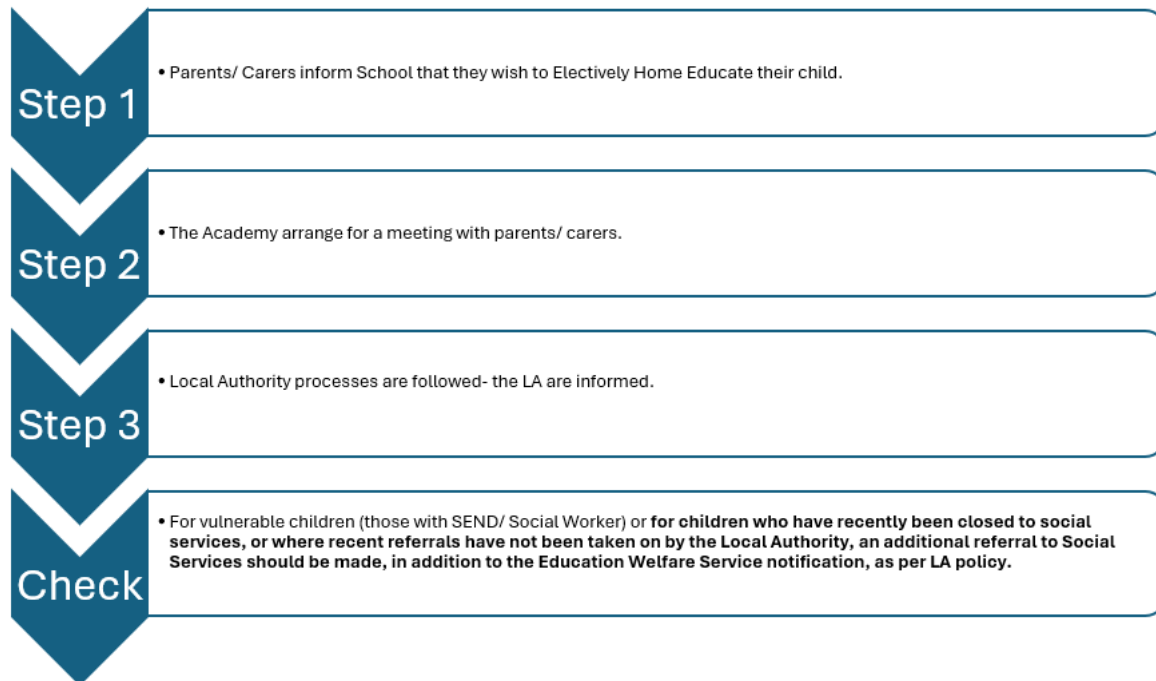 Step 1
• Parents/ Carers inform School that they wish to Electively Home Educate their child.
Step 2
• The Academy arrange for a meeting with parents/ carers.
Step 3
• Local Authority processes are followed- the LA are informed.
Check
• For vulnerable children (those with SEND/ Social Worker) or for children who have recently been closed to social
services, or where recent referrals have not been taken on by the Local Authority, an additional referral to Social
Services should be made, in addition to the Education Welfare Service notification, as per LA policy.